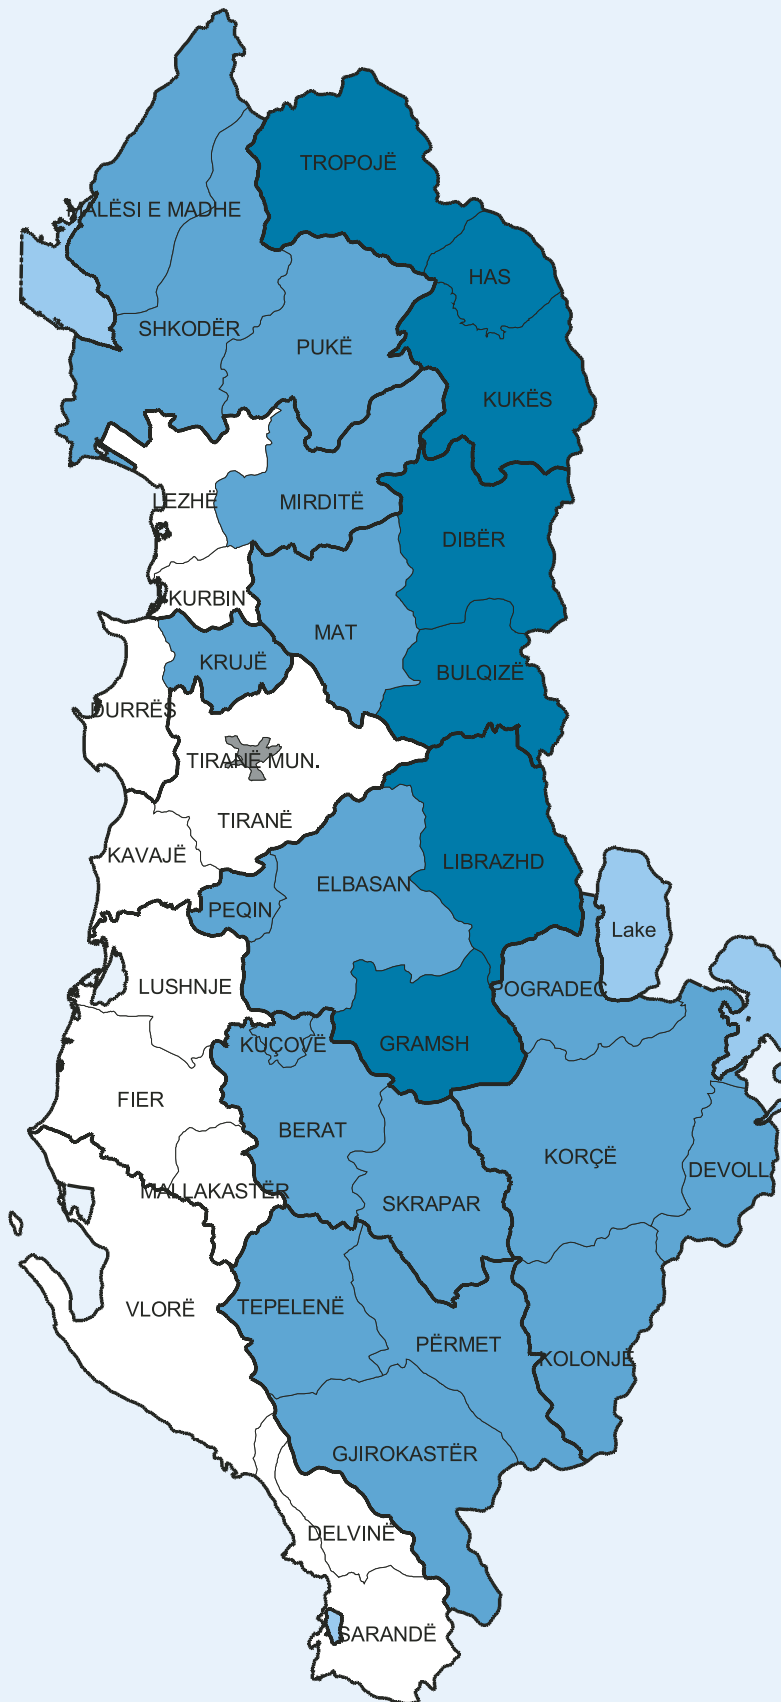 TROPOJË
MALËSI E MADHE
HAS
SHKODËR
PUKË
KUKËS
LEZHË
MIRDITË
DIBËR
KURBIN
MAT
KRUJË
BULQIZË
DURRËS
TIRANË MUN.
TIRANË
KAVAJË
LIBRAZHD
ELBASAN
PEQIN
Lake
LUSHNJE
POGRADEC
KUÇOVË
GRAMSH
FIER
BERAT
KORÇË
DEVOLL
MALLAKASTËR
SKRAPAR
VLORË
TEPELENË
PËRMET
KOLONJË
GJIROKASTËR
DELVINË
SARANDË